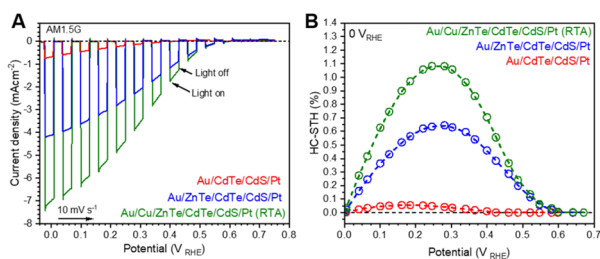 A
AM1.5G
Light off
Light on
Au/CdTe/CdS/Pt
Au/ZnTe/CdTe/CdS/Pt
Au/Cu/ZnTe/CdTe/CdS/Pt (RTA)
10 mV s-1
Current density (mAcm-2)
0
-1
-2
-3
-4
-5
-6
-7
-8
0.0 0.1 0.2 0.3 0.4 0.5 0.6 0.7 0.8
Potential (VRHE)
B
0 VRHE
Au/Cu/ZnTe/CdTe/CdS/Pt (RTA)
Au/ZnTe/CdTe/CdS/Pt
Au/CdTe/CdS/Pt
HC-STH (%)
1.4
1.3
1.2
1.1
1.0
0.9
0.8
0.7
0.6
0.5
0.4
0.3
0.2
0.1
0.0
0.0 0.1 0.2 0.3 0.4 0.5 0.6 0.7
Potential (VRHE)